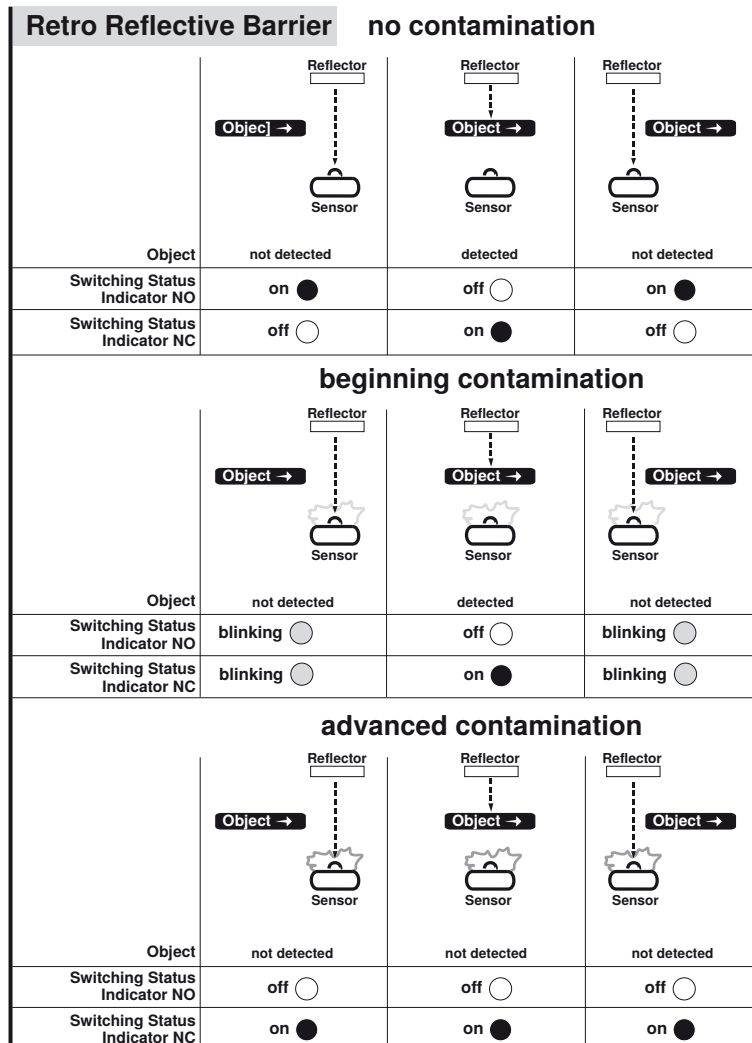 Retro Reflective Barrier no contamination
Reflector Reflector Reflector
Objec] → Object → Object →
Sensor Sensor Sensor
Object not detected detected not detected
Switching Status
Indicator NO on off on
Switching Status
Indicator NC off on off
beginning contamination
Reflector Reflector Reflector
Object → Object → Object →
Sensor Sensor Sensor
Object not detected detected not detected
Switching Status
Indicator NO blinking off blinking
Switching Status
Indicator NC blinking on blinking
advanced contamination
Reflector Reflector Reflector
Object → Object → Object →
Sensor Sensor Sensor
Object not detected not detected not detected
Switching Status
Indicator NO off off off
Switching Status
Indicator NC on on on